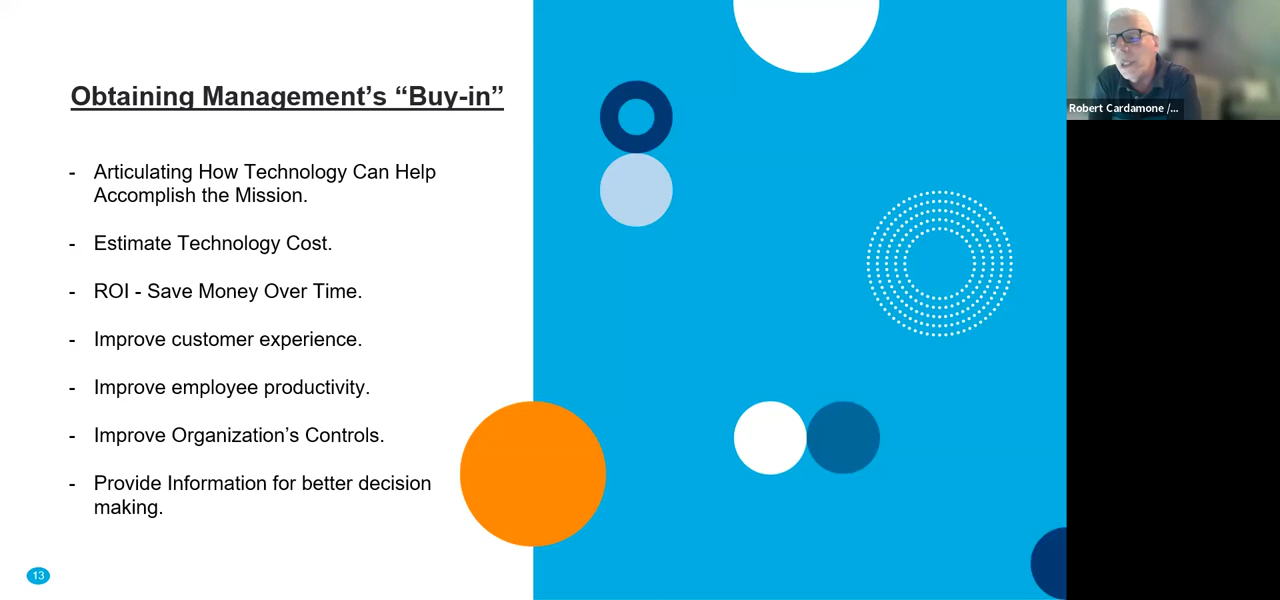 Obtaining Management’s “Buy-in”
- Articulating How Technology Can Help
Accomplish the Mission.
- Estimate Technology Cost.
- ROI - Save Money Over Time.
- Improve customer experience.
- Improve employee productivity.
- Improve Organization’s Controls.
- Provide Information for better decision
making.
13
Robert Cardamone /...